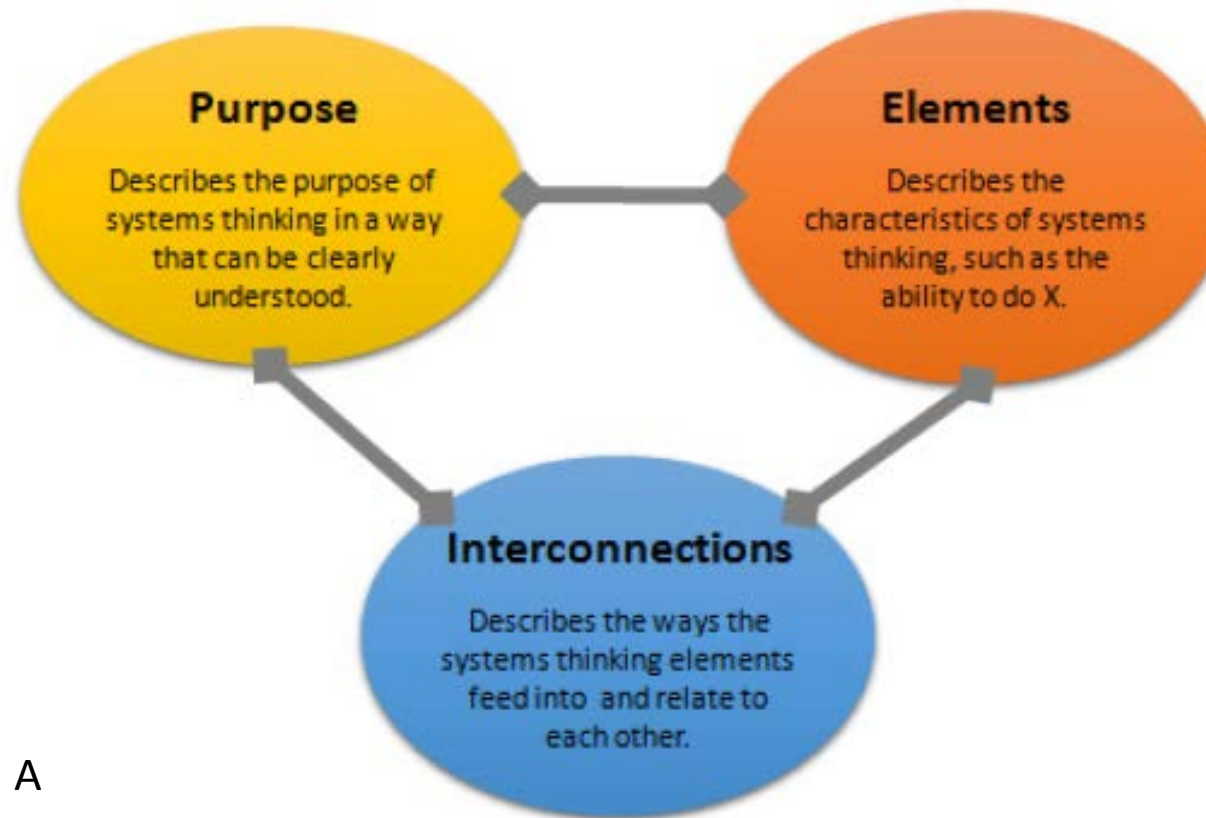 Purpose
Describes the purpose of
systems thinking in a way
that can be clearly
understood.
Elements
Describes the
characteristics of systems
thinking, such as the
ability to do X.
Interconnections
Describes the ways the
systems thinking elements
feed into and relate to
each other.
A